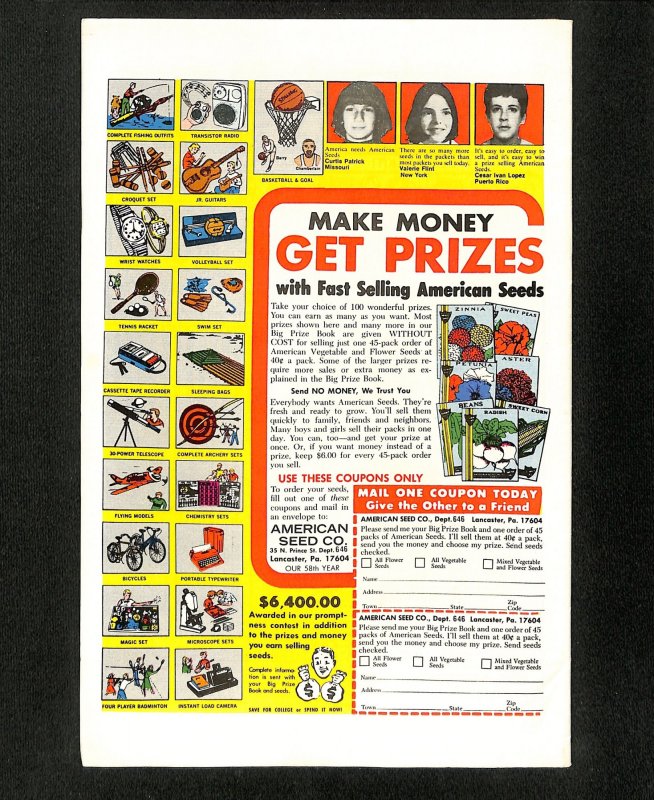 COMPLETE FISHING OUTFITS
TRANSISTOR RADIO
CROQUET SET
JR. GUITARS
WRIST WATCHES
VOLLEYBALL SET
TENNIS RACKET
SWIM SET
CASSETTE TAPE RECORDER
SLEEPING BAGS
30-POWER TELESCOPE
COMPLETE ARCHERY SETS
FLYING MODELS
CHEMISTRY SETS
BICYCLES
PORTABLE TYPEWRITER
MAGIC SET
MICROSCOPE SETS
FOUR PLAYER BADMINTON
INSTANT LOAD CAMERA
SPALDING
Barry
Chamberlain
BASKETBALL & GOAL
America needs American
Seeds
Curtis Patrick
Missouri
There are so many more
seeds in the packets than
most packets you sell today.
Valerie Flint
New York
It's easy to order, easy to
sell, and it's easy to win
a prize selling American
Seeds.
Cesar Ivan Lopez
Puerto Rico
MAKE MONEY
GET PRIZES
with Fast Selling American Seeds
Take your choice of 100 wonderful prizes.
You can earn as many as you want. Most
prizes shown here and many more in our
Big Prize Book are given WITHOUT
COST for selling just one 45-pack order of
American Vegetable and Flower Seeds at
40¢ a pack. Some of the larger prizes re-
quire more sales or extra money as ex-
plained in the Big Prize Book.
Send NO MONEY, We Trust You
Everybody wants American Seeds. They're
fresh and ready to grow. You'll sell them
quickly to family, friends and neighbors.
Many boys and girls sell their packs in one
day. You can, too—and get your prize at
once. Or, if you want money instead of a
prize, keep $6.00 for every 45-pack order
you sell.
ZINNIA
SWEET PEAS
PETUNIA
ASTER
BEANS
RADISH
SWEET CORN
USE THESE COUPONS ONLY
To order your seeds,
fill out one of these
coupons and mail in
an envelope to:
AMERICAN
SEED CO.
35 N. Prince St. Dept. 646
Lancaster, Pa. 17604
OUR 58th YEAR
$6,400.00
Awarded in our prompt-
ness contest in addition
to the prizes and money
you earn selling
seeds.
Complete informa-
tion is sent with
your Big Prize
Book and seeds.
SAVE FOR COLLEGE or SPEND IT NOW!
MAIL ONE COUPON TODAY
Give the Other to a Friend
AMERICAN SEED CO., Dept. 646 Lancaster, Pa. 17604
Please send me your Big Prize Book and one order of 45
packs of American Seeds. I'll sell them at 40¢ a pack,
send you the money and choose my prize. Send seeds
checked.
All Flower Seeds
All Vegetable Seeds
Mixed Vegetable and Flower Seeds
Name
Address
Town State Zip Code
AMERICAN SEED CO., Dept. 646 Lancaster, Pa. 17604
Please send me your Big Prize Book and one order of 45
packs of American Seeds. I'll sell them at 40¢ a pack,
send you the money and choose my prize. Send seeds
checked.
All Flower Seeds
All Vegetable Seeds
Mixed Vegetable and Flower Seeds
Name
Address
Town State Zip Code